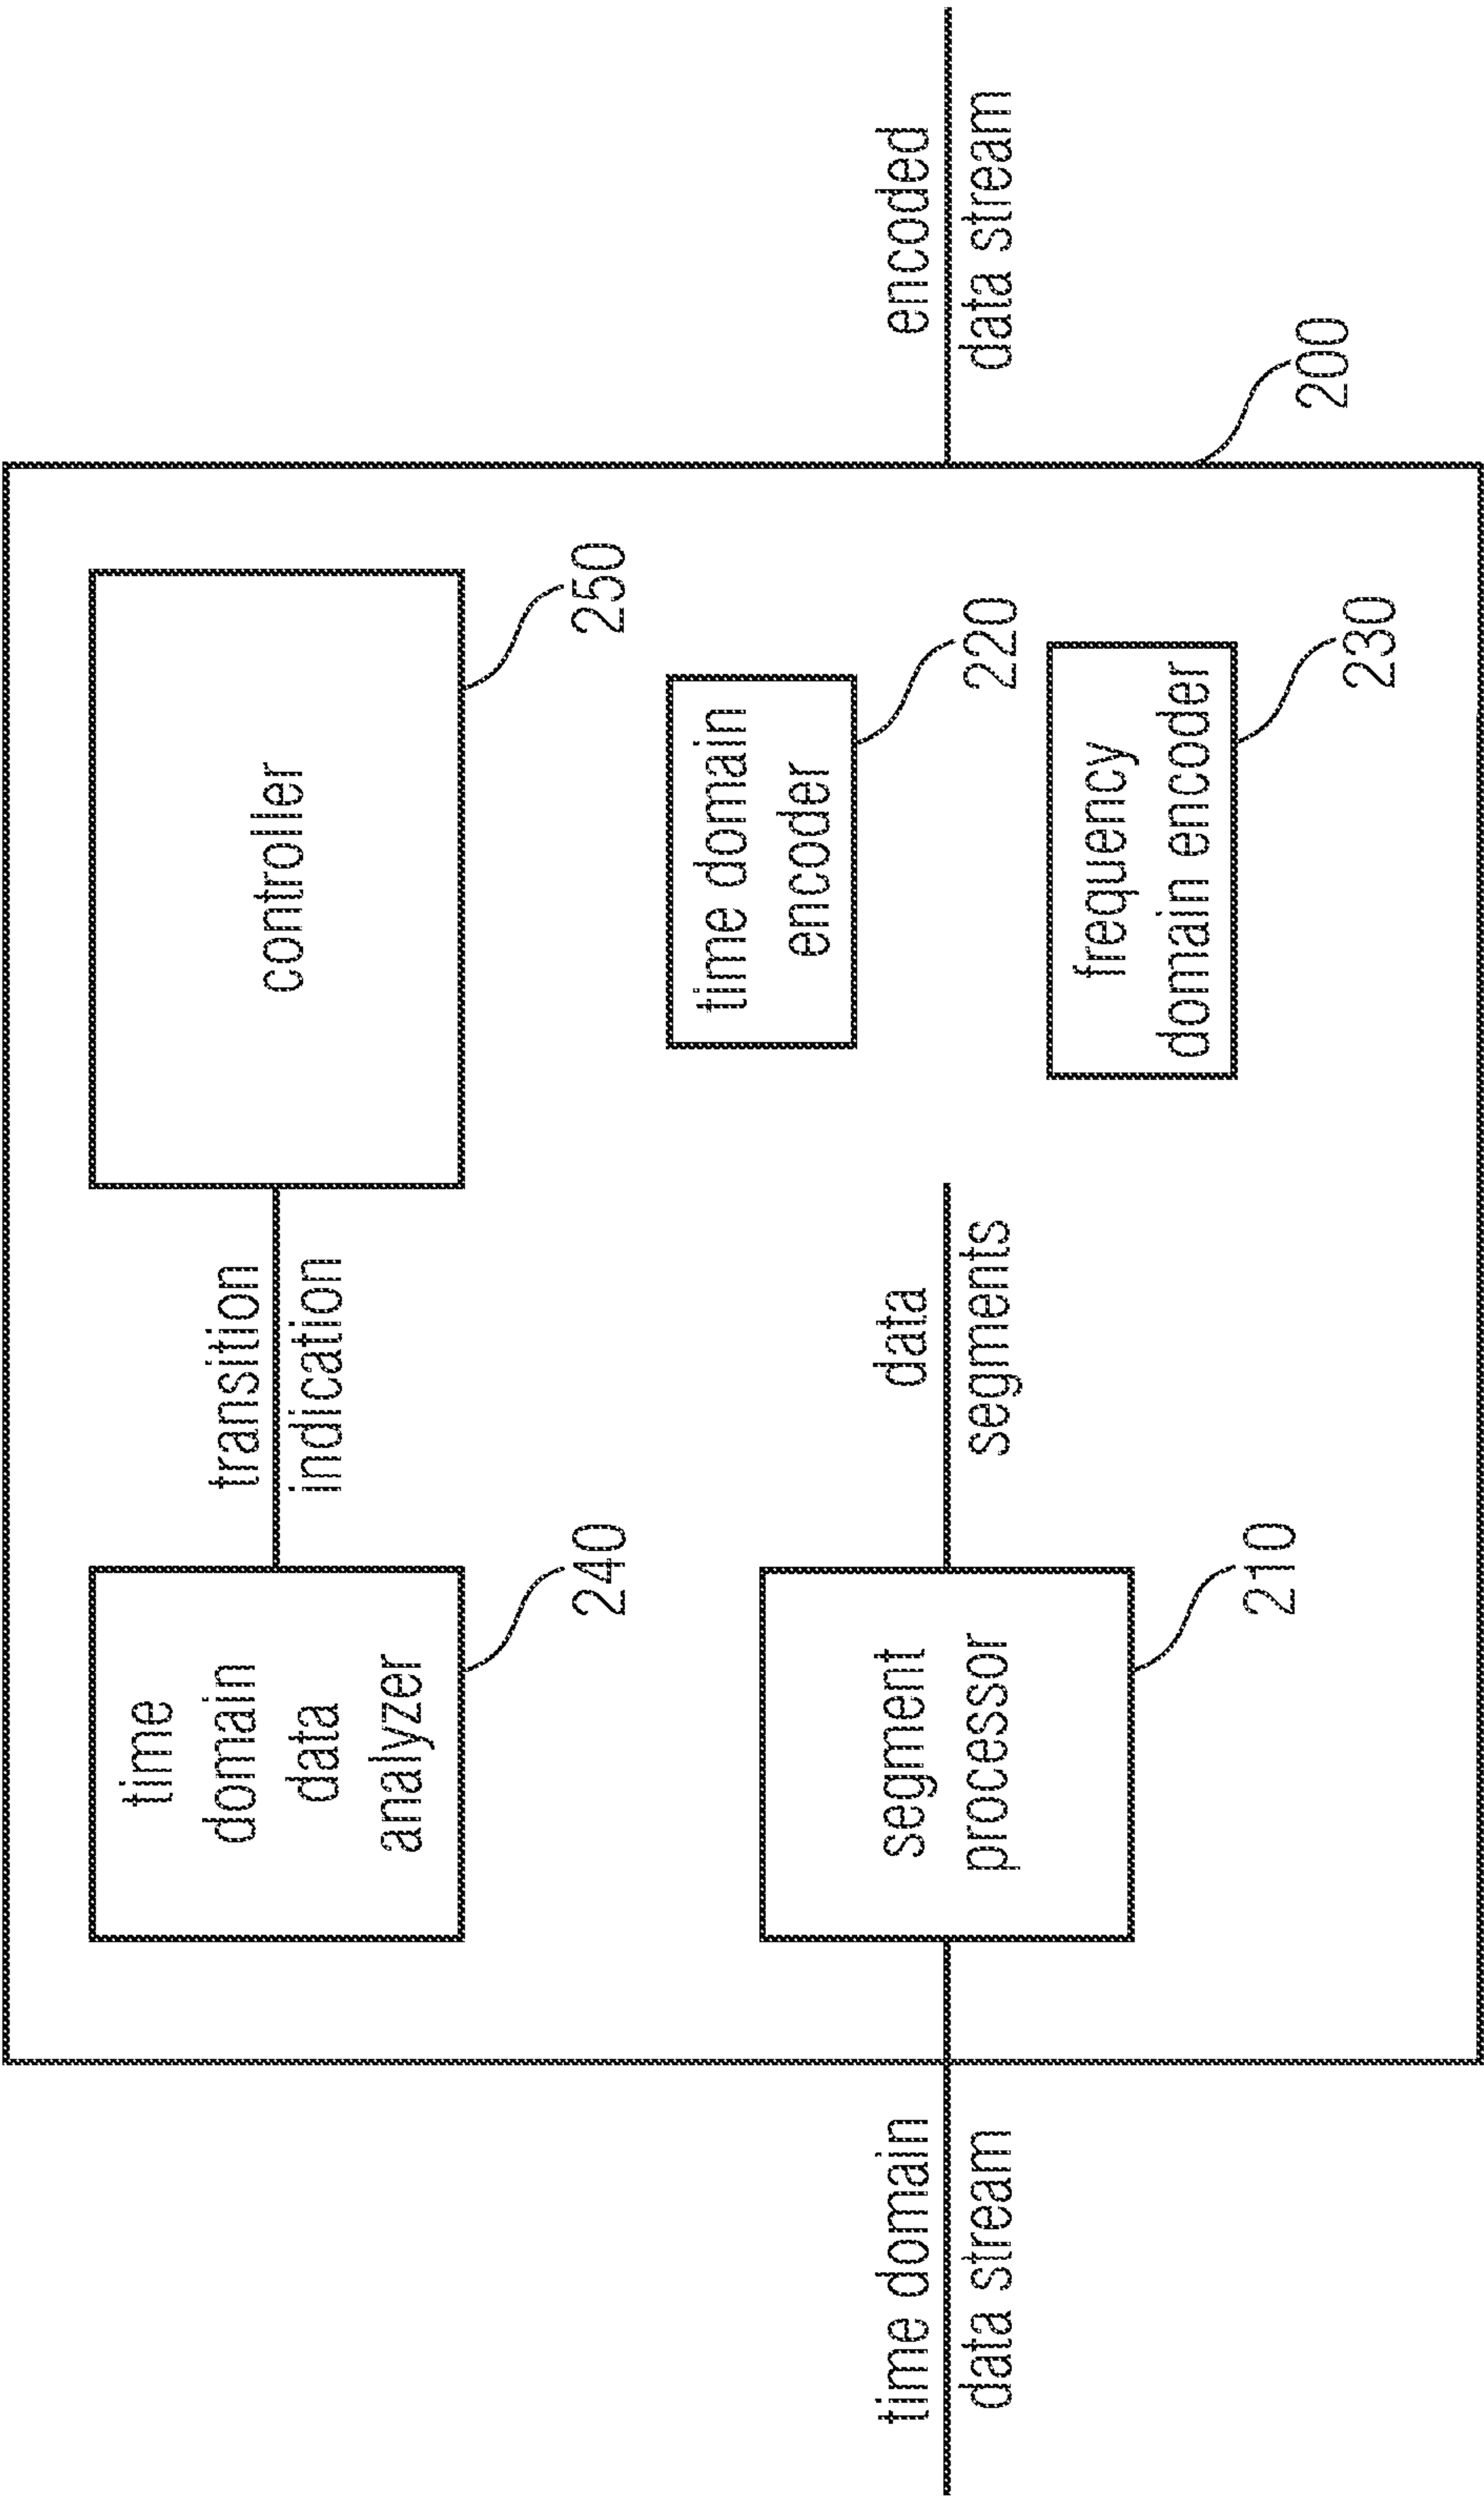 time
domain
data
analyzer
240
transition
indication
controller
250
time domain
data stream
segment
processor
210
data
segments
time domain
encoder
220
frequency
domain encoder
230
encoded
data stream
200